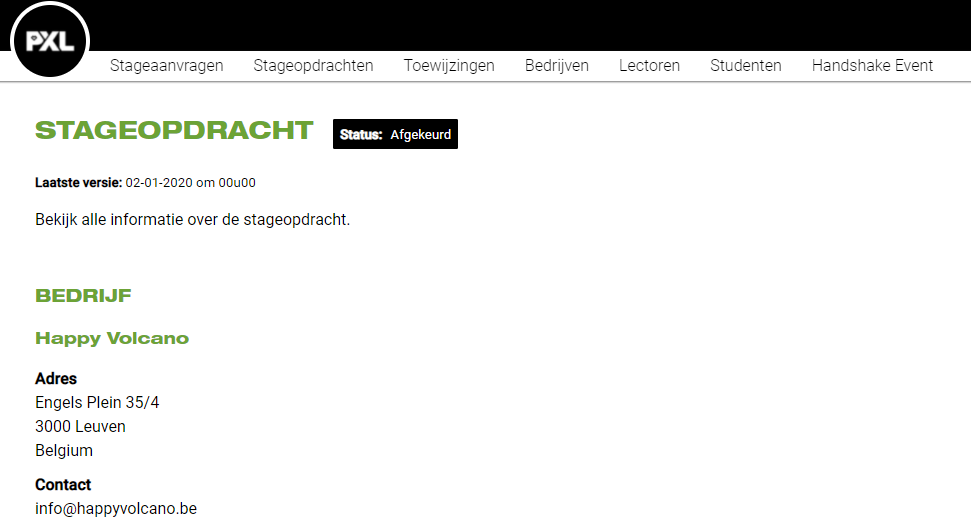 PXL
Stageaanvragen Stageopdrachten Toewijzingen Bedrijven Lectoren Studenten Handshake Event
STAGEOPDRACHT Status: Afgekeurd
Laatste versie: 02-01-2020 om 00u00
Bekijk alle informatie over de stageopdracht.
BEDRIJF
Happy Volcano
Adres
Engels Plein 35/4
3000 Leuven
Belgium
Contact
info@happyvolcano.be